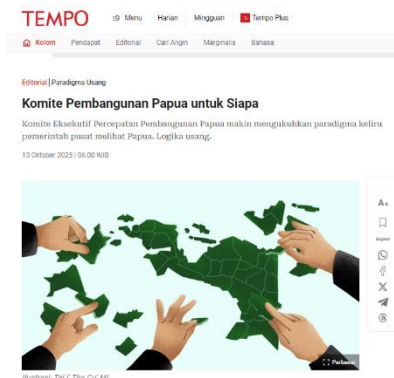 TEMPO
Menu Harian Mingguan Tempo Plus
Kolom Pendapat Editorial Cari Angin Marginalia Bahasa
Editorial | Paradigma Usang
Komite Pembangunan Papua untuk Siapa
Komite Eksekutif Percepatan Pembangunan Papua makin mengukuhkan paradigma keliru
pemerintah pusat melihat Papua. Logika usang.
13 Oktober 2025 | 06.00 WIB
Perbesar